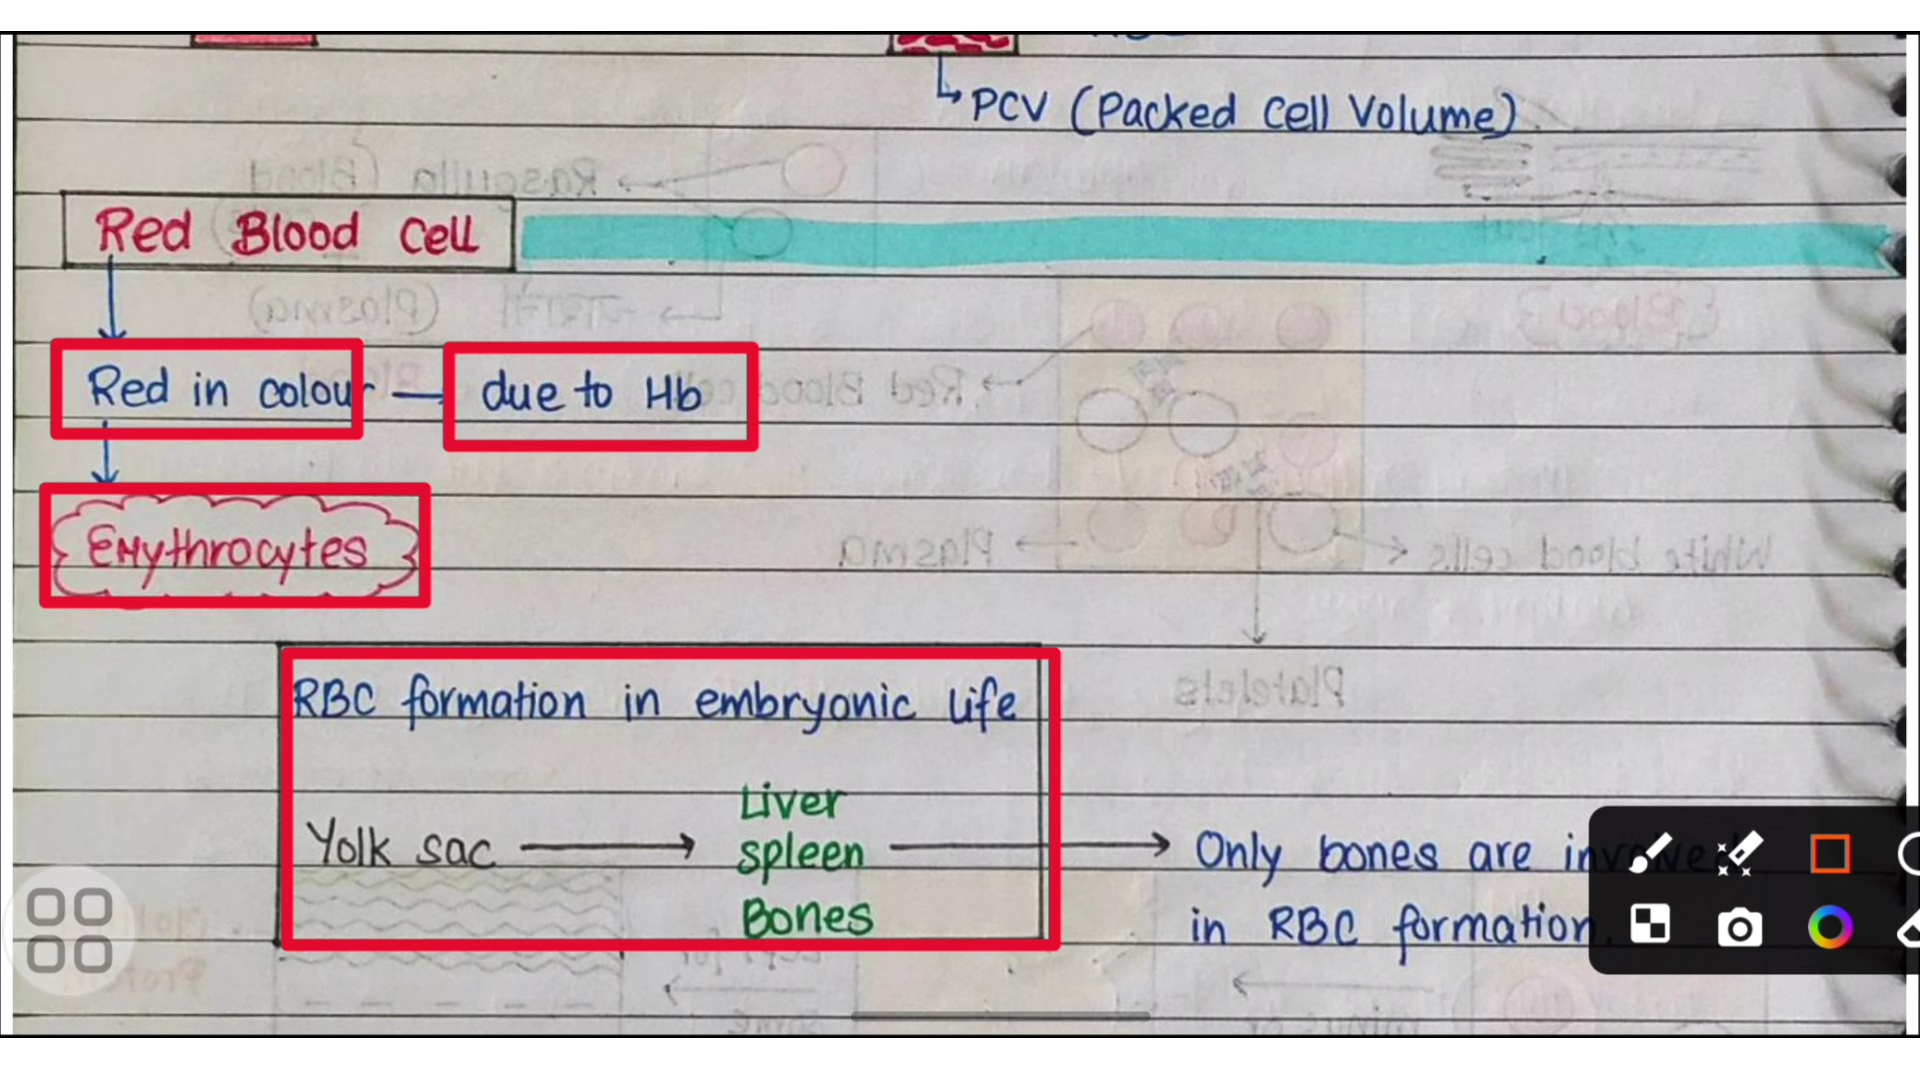 PCV (Packed Cell Volume)
Red Blood Cell
Red in colour — due to Hb
Erythrocytes
RBC formation in embryonic life
Liver
Yolk sac → spleen → Only bones are
Bones in RBC formation.